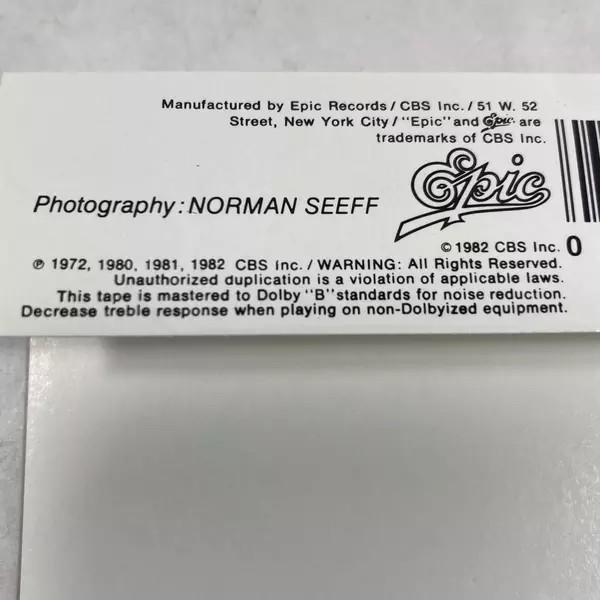 Manufactured by Epic Records / CBS Inc. / 51 W. 52
Street, New York City / "Epic" and Epic. are
trademarks of CBS Inc.
Epic
Photography: NORMAN SEEFF
© 1982 CBS Inc. 0
℗ 1972, 1980, 1981, 1982 CBS Inc. / WARNING: All Rights Reserved.
Unauthorized duplication is a violation of applicable laws.
This tape is mastered to Dolby "B" standards for noise reduction.
Decrease treble response when playing on non-Dolbyized equipment.